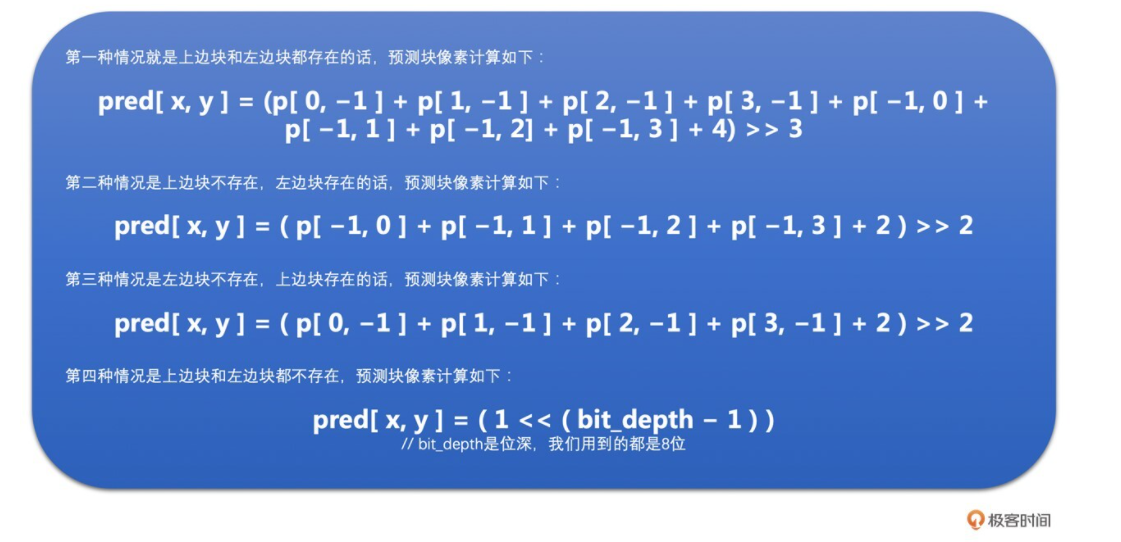 第一种情况就是上边块和左边块都存在的话，预测块像素计算如下：
pred[ x, y ] = (p[ 0, −1 ] + p[ 1, −1 ] + p[ 2, −1 ] + p[ 3, −1 ] + p[ −1, 0 ] +
p[ −1, 1 ] + p[ −1, 2] + p[ −1, 3 ] + 4) >> 3
第二种情况是上边块不存在，左边块存在的话，预测块像素计算如下：
pred[ x, y ] = ( p[ −1, 0 ] + p[ −1, 1 ] + p[ −1, 2 ] + p[ −1, 3 ] + 2 ) >> 2
第三种情况是左边块不存在，上边块存在的话，预测块像素计算如下：
pred[ x, y ] = ( p[ 0, −1 ] + p[ 1, −1 ] + p[ 2, −1 ] + p[ 3, −1 ] + 2 ) >> 2
第四种情况是上边块和左边块都不存在，预测块像素计算如下：
pred[ x, y ] = ( 1 << ( bit_depth − 1 ) )
// bit_depth是位深，我们用到的都是8位
极客时间